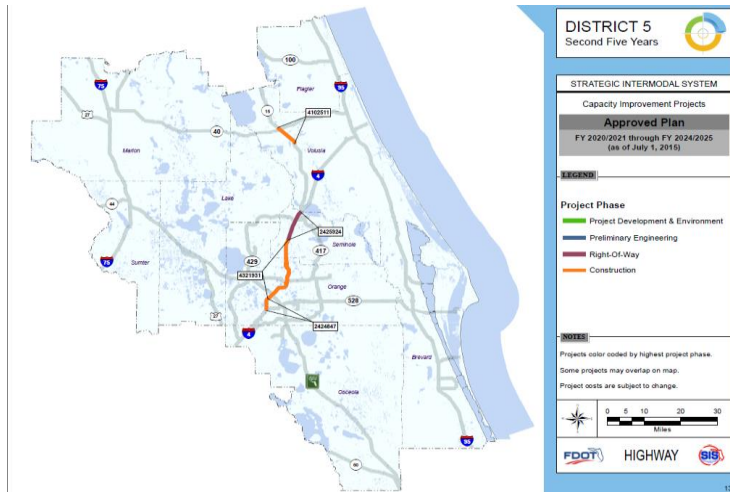 DISTRICT 5
Second Five Years
STRATEGIC INTERMODAL SYSTEM
Capacity Improvement Projects
Approved Plan
FY 2020/2021 through FY 2024/2025
(as of July 1, 2015)
LEGEND
Project Phase
Project Development & Environment
Preliminary Engineering
Right-Of-Way
Construction
NOTES
Projects color coded by highest project phase.
Some projects may overlap on map.
Project costs are subject to change.
0 5 10 20 30
Miles
FDOT
HIGHWAY
SIS
100
95
75
Flagler
27
15
4102511
40
Marion
Volusia
4
Lake
44
2425924
Seminole
417
429
75
Sumter
4321931
Orange
528
27
2424847
4
Brevard
Osceola
95
60